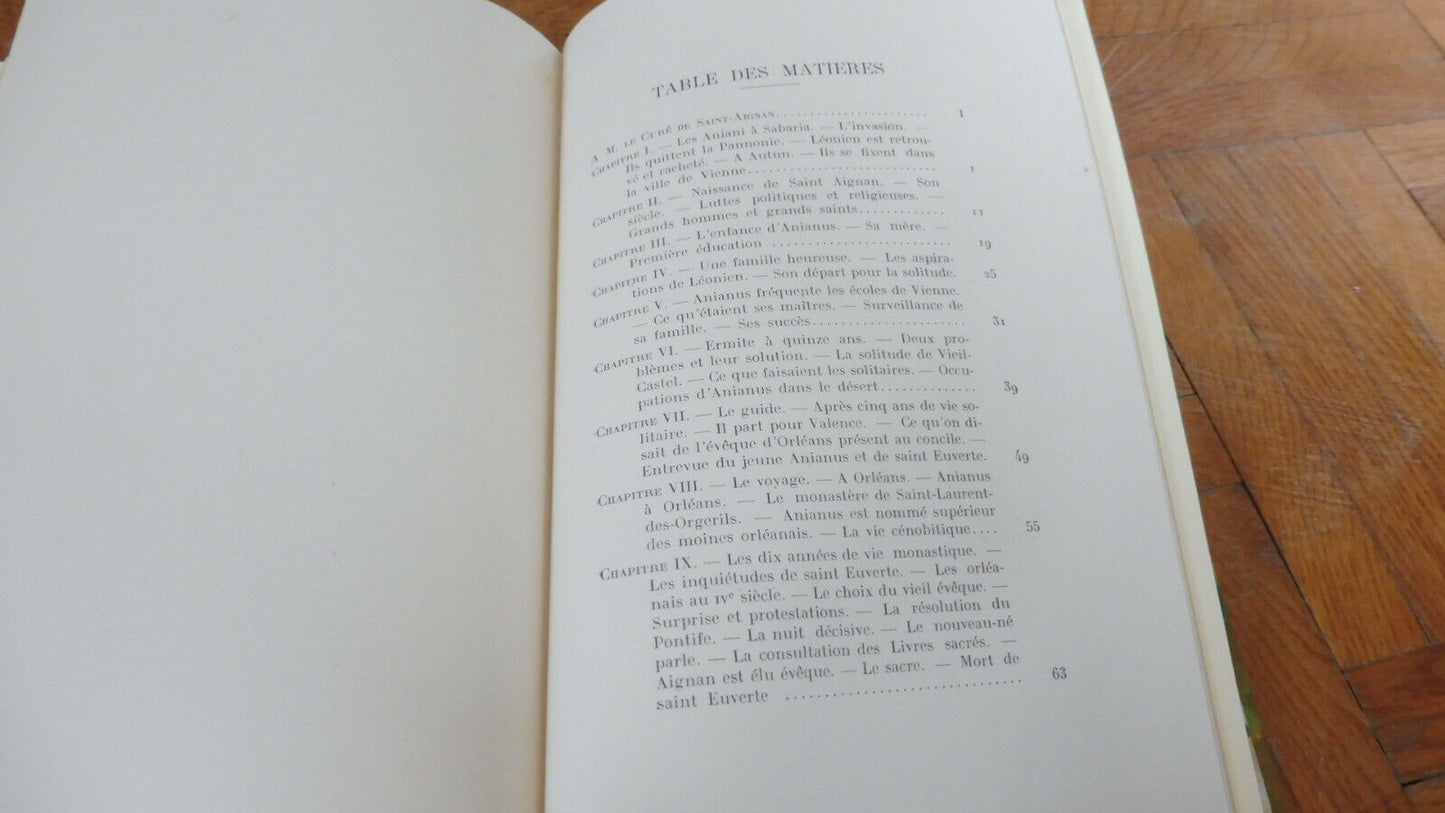 TABLE DES MATIERES
A M. LE CURÉ DE SAINT-AIGNAN....................... I
CHAPITRE I. — Les Aniani à Sabaria. — L'invasion. —
Ils quittent la Pannonie. — Léonien est retrou-
vé et racheté. — A Autun. — Ils se fixent dans
la ville de Vienne............................ 1
CHAPITRE II. — Naissance de Saint Aignan. — Son
siècle. — Luttes politiques et religieuses. —
Grands hommes et grands saints............. 11
CHAPITRE III. — L'enfance d'Anianus. — Sa mère. —
Première éducation ........................... 19
CHAPITRE IV. — Une famille heureuse. — Les aspira-
tions de Léonien. — Son départ pour la solitude. 25
CHAPITRE V. — Anianus fréquente les écoles de Vienne.
— Ce qu'étaient ses maîtres. — Surveillance de
sa famille. — Ses succès...................... 31
CHAPITRE VI. — Ermite à quinze ans. — Deux pro-
blèmes et leur solution. — La solitude de Vieil-
Castel. — Ce que faisaient les solitaires. — Occu-
pations d'Anianus dans le désert.............. 39
CHAPITRE VII. — Le guide. — Après cinq ans de vie so-
litaire. — Il part pour Valence. — Ce qu'on di-
sait de l'évêque d'Orléans présent au concile. —
Entrevue du jeune Anianus et de saint Euverte. 49
CHAPITRE VIII. — Le voyage. — A Orléans. — Anianus
à Orléans. — Le monastère de Saint-Laurent-
des-Orgerils. — Anianus est nommé supérieur
des moines orléanais. — La vie cénobitique.... 55
CHAPITRE IX. — Les dix années de vie monastique. —
Les inquiétudes de saint Euverte. — Les orléa-
nais au IVe siècle. — Le choix du vieil évêque. —
Surprise et protestations. — La résolution du
Pontife. — La nuit décisive. — Le nouveau-né
parle. — La consultation des Livres sacrés. —
Aignan est élu évêque. — Le sacre. — Mort de
saint Euverte .............................. 63